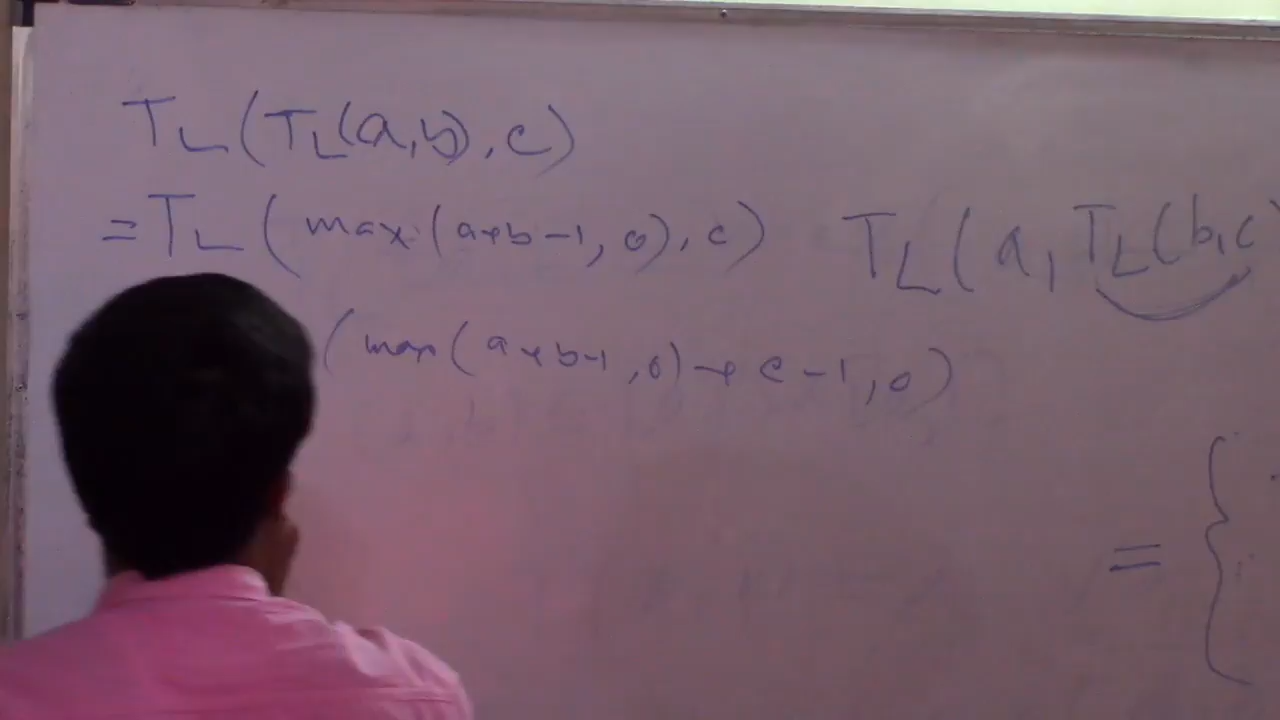 T_L(T_L(a,b),c)
= T_L(max(a+b-1,0),c)
T_L(a,T_L(b,c)
(max(a+b-1,0)+c-1,0)
= {